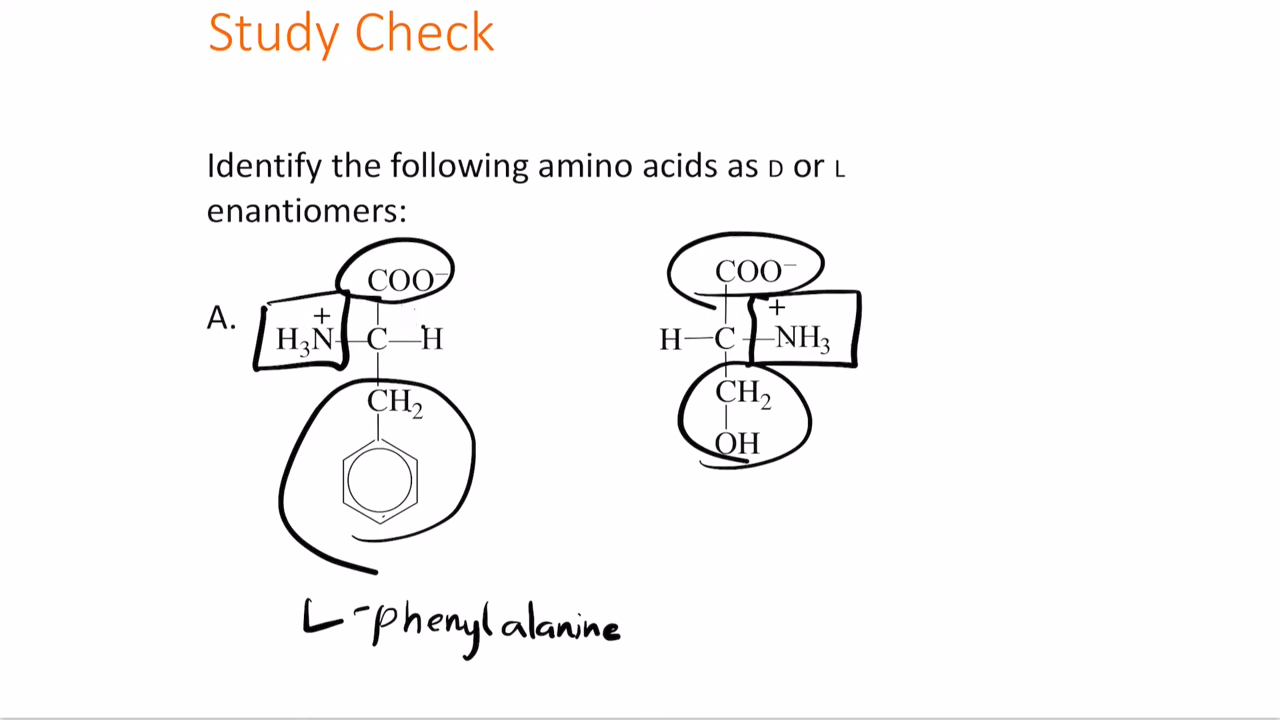 Study Check
Identify the following amino acids as D or L
enantiomers:
A.
COO⁻
H₃N⁺—C—H
CH₂
COO⁻
H—C—NH₃⁺
CH₂
OH
L-phenylalanine